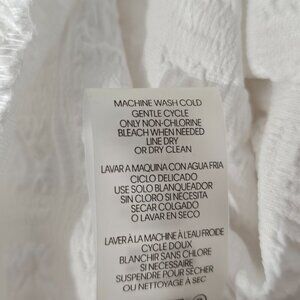 MACHINE WASH COLD
GENTLE CYCLE
ONLY NON-CHLORINE
BLEACH WHEN NEEDED
LINE DRY
OR DRY CLEAN
LAVAR A MAQUINA CON AGUA FRIA
CICLO DELICADO
USE SOLO BLANQUEADOR
SIN CLORO SI NECESITA
SECAR COLGADO
O LAVAR EN SECO
LAVER À LA MACHINE À L'EAU FROIDE
CYCLE DOUX
BLANCHIR SANS CHLORE
SI NECESSAIRE
SUSPENDRE POUR SÉCHER
OU NETTOYAGE À SEC